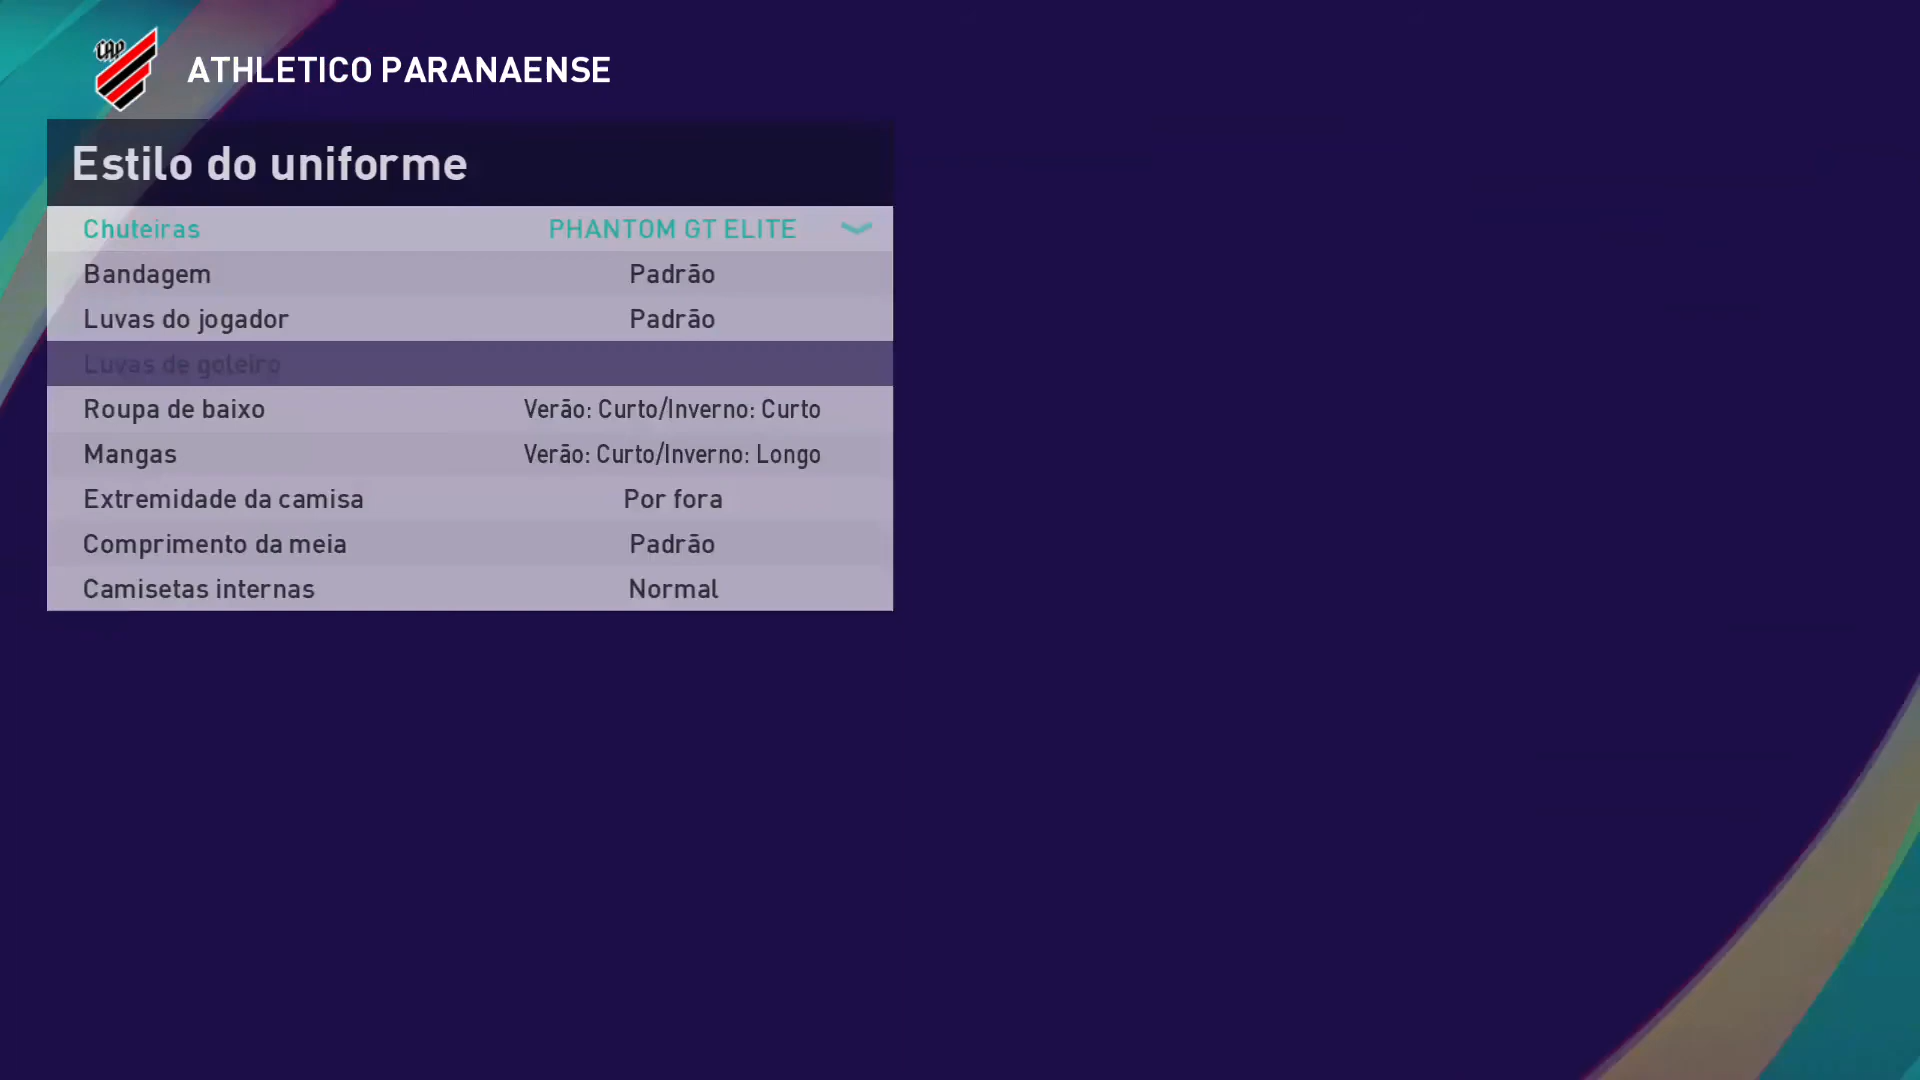 CAP
ATHLETICO PARANAENSE
Estilo do uniforme
Chuteiras PHANTOM GT ELITE
Bandagem Padrão
Luvas do jogador Padrão
Luvas de goleiro
Roupa de baixo Verão: Curto/Inverno: Curto
Mangas Verão: Curto/Inverno: Longo
Extremidade da camisa Por fora
Comprimento da meia Padrão
Camisetas internas Normal